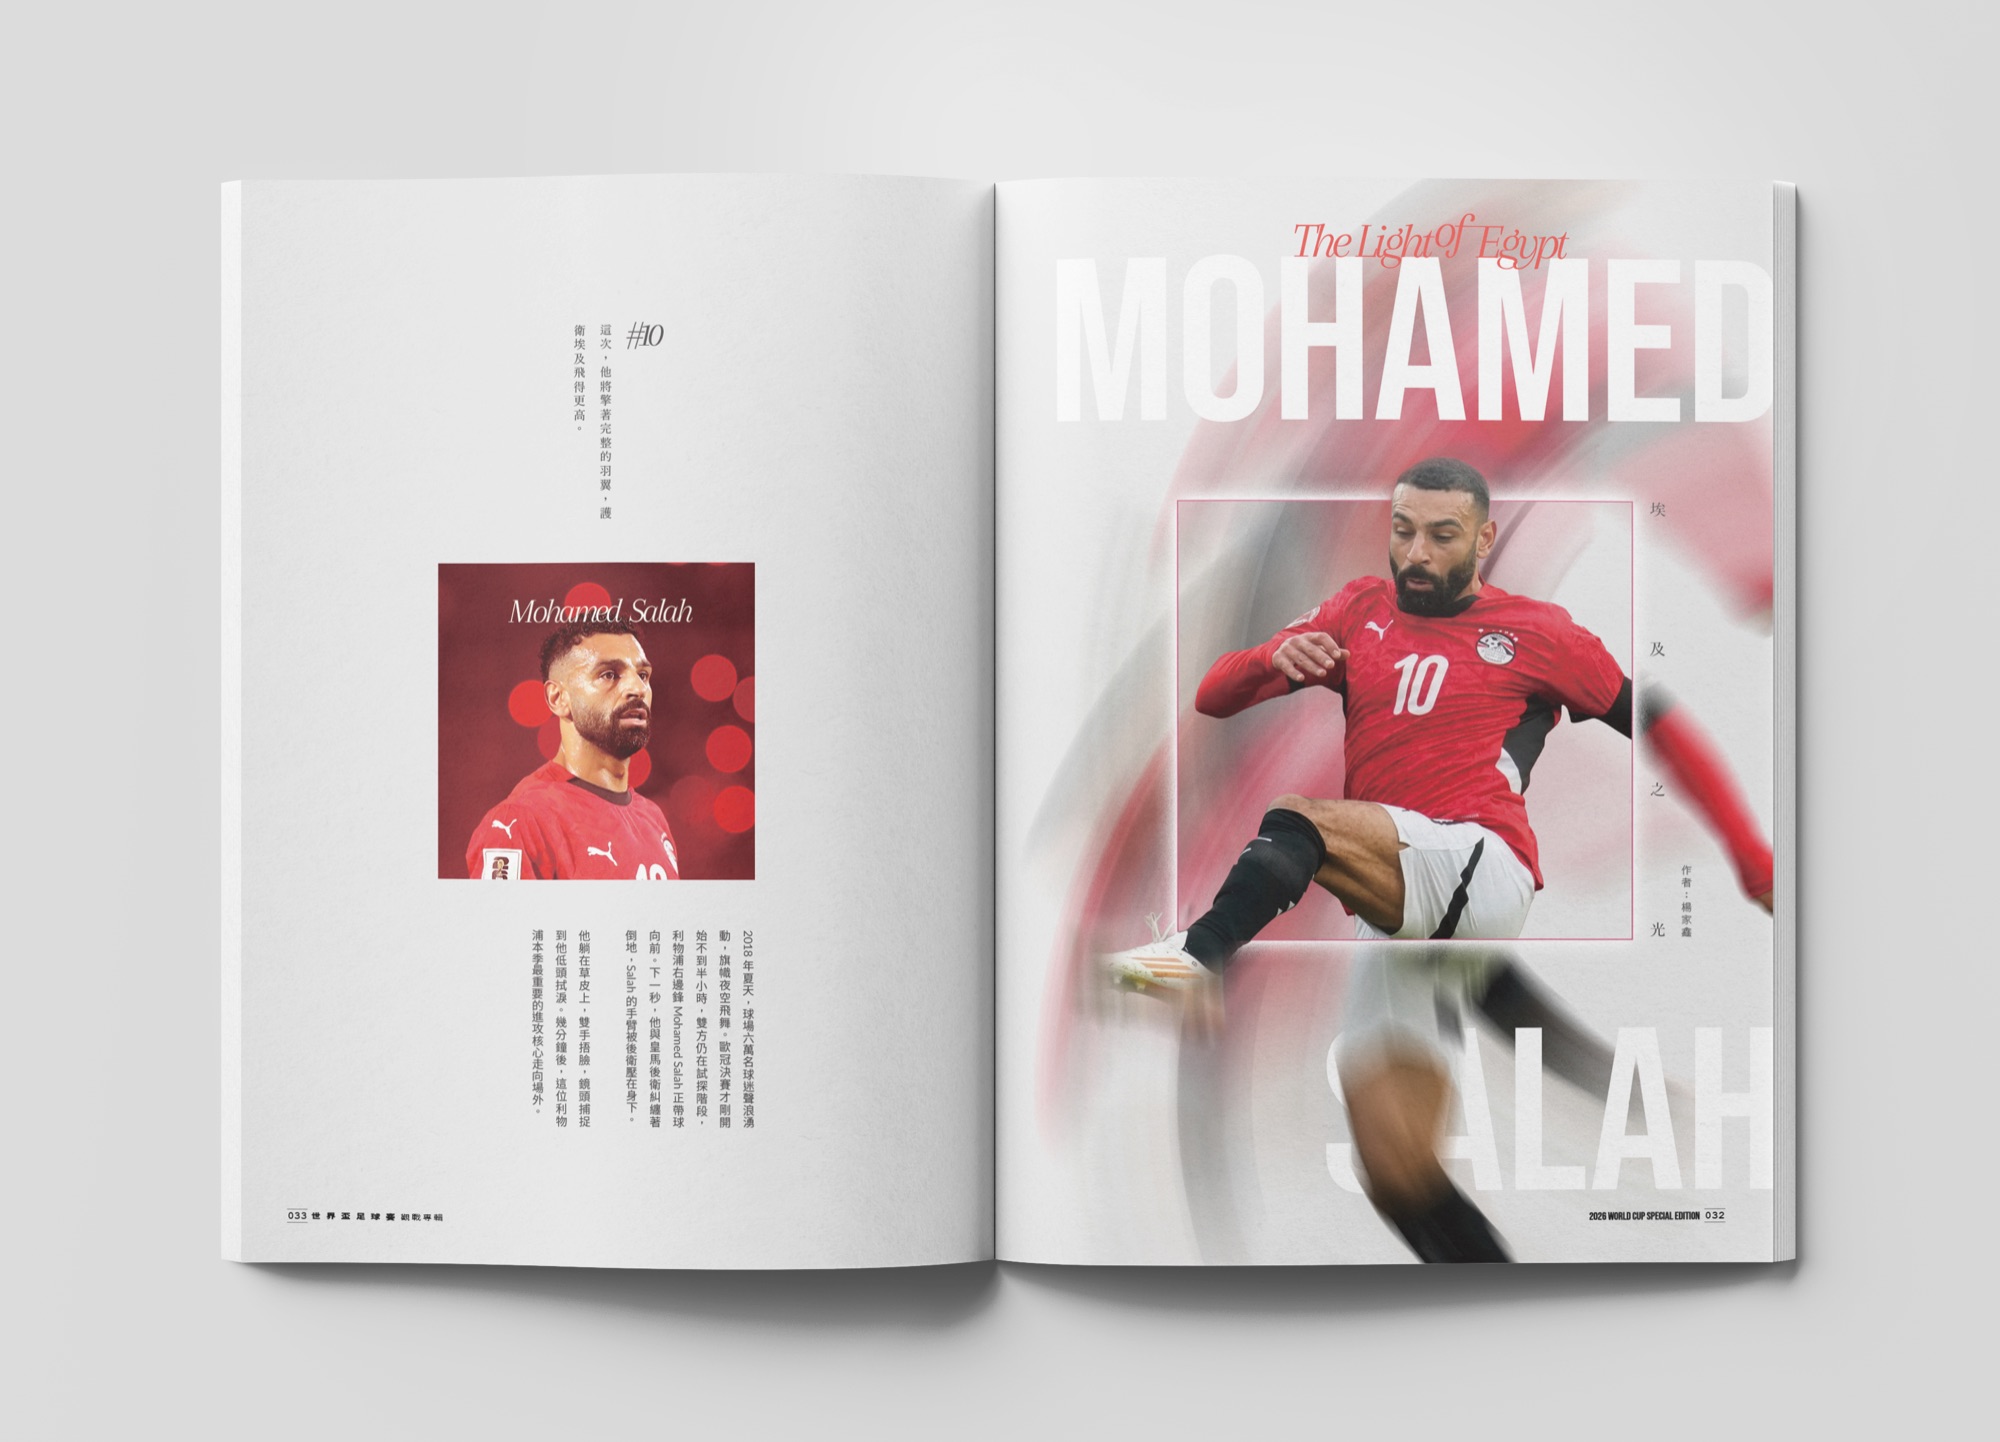 The Light of Egypt
MOHAMED
埃及之光
作者：楊家鑫
10
SALAH
2026 WORLD CUP SPECIAL EDITION 032
#10
這次，他將擎著完整的羽翼，護
衛埃及飛得更高。
Mohamed Salah
2018 年夏天，球場六萬名球迷聲浪湧
動，旗幟夜空飛舞。歐冠決賽才剛開
始不到半小時，雙方仍在試探階段，
利物浦右邊鋒 Mohamed Salah 正帶球
向前。下一秒，他與皇馬後衛糾纏著
倒地，Salah 的手臂被後衛壓在身下。
他躺在草皮上，雙手捂臉，鏡頭捕捉
到他低頭拭淚。幾分鐘後，這位利物
浦本季最重要的進攻核心走向場外。
033 世界盃足球賽 觀戰專輯